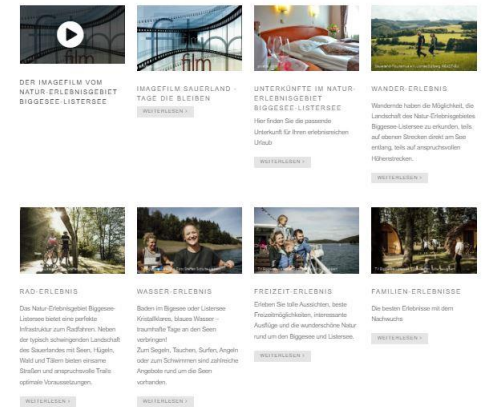 film
film
DER IMAGEFILM VOM
NATUR-ERLEBNISGEBIET
BIGGESEE-LISTERSEE
IMAGEFILM SAUERLAND -
TAGE DIE BLEIBEN
WEITERLESEN ›
UNTERKÜNFTE IM NATUR-
ERLEBNISGEBIET
BIGGESEE-LISTERSEE
Hier finden Sie die passende
Unterkunft für Ihren erlebnisreichen
Urlaub
WEITERLESEN ›
WANDER-ERLEBNIS
Wandernde haben die Möglichkeit, die
Landschaft des Natur-Erlebnisgebietes
Biggesee-Listersee zu erkunden, teils
auf ebenen Strecken direkt am See
entlang, teils auf anspruchsvollen
Höhenstrecken.
WEITERLESEN ›
RAD-ERLEBNIS
Das Natur-Erlebnisgebiet Biggesee-
Listersee bietet eine perfekte
Infrastruktur zum Radfahren. Neben
der typisch schwingenden Landschaft
des Sauerlandes mit Seen, Hügeln,
Wald und Tälern bieten einsame
Straßen und anspruchsvolle Trails
optimale Voraussetzungen.
WEITERLESEN ›
WASSER-ERLEBNIS
Baden im Bigesee oder Listersee
Kristallklares, blaues Wasser –
traumhafte Tage an den Seen
verbringen!
Zum Segeln, Tauchen, Surfen, Angeln
oder zum Schwimmen sind zahlreiche
Angebote rund um die Seen
vorhanden.
WEITERLESEN ›
FREIZEIT-ERLEBNIS
Erleben Sie tolle Aussichten, beste
Freizeitmöglichkeiten, interessante
Ausflüge und die wunderschöne Natur
rund um den Biggesee und Listersee.
WEITERLESEN ›
FAMILIEN-ERLEBNISSE
Die besten Erlebnisse mit dem
Nachwuchs
WEITERLESEN ›